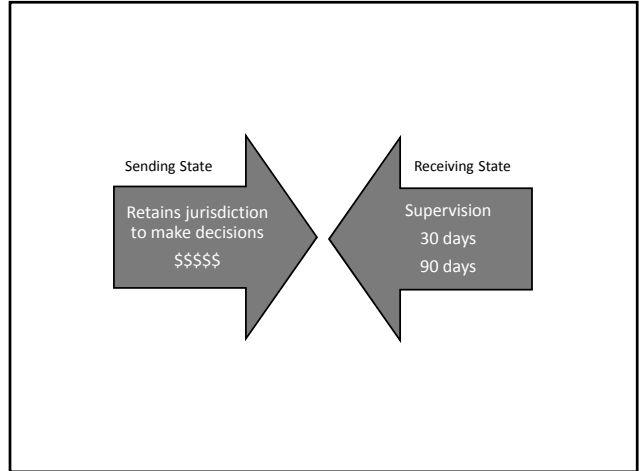 Sending State
Retains jurisdiction
to make decisions
$$$$$
Receiving State
Supervision
30 days
90 days